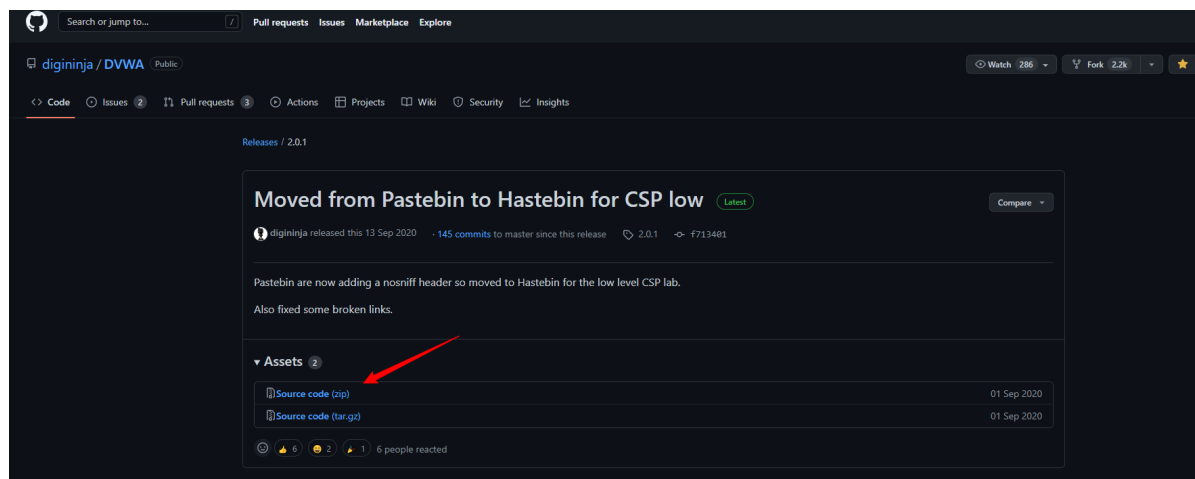 Search or jump to... / Pull requests Issues Marketplace Explore
digininja / DVWA Public Watch 286 Fork 2.2k
Code Issues 2 Pull requests 3 Actions Projects Wiki Security Insights
Releases / 2.0.1
Moved from Pastebin to Hastebin for CSP low Latest Compare
digininja released this 13 Sep 2020 · 145 commits to master since this release 2.0.1 f713401
Pastebin are now adding a nosniff header so moved to Hastebin for the low level CSP lab.
Also fixed some broken links.
Assets 2
Source code (zip) 01 Sep 2020
Source code (tar.gz) 01 Sep 2020
6 2 1 6 people reacted